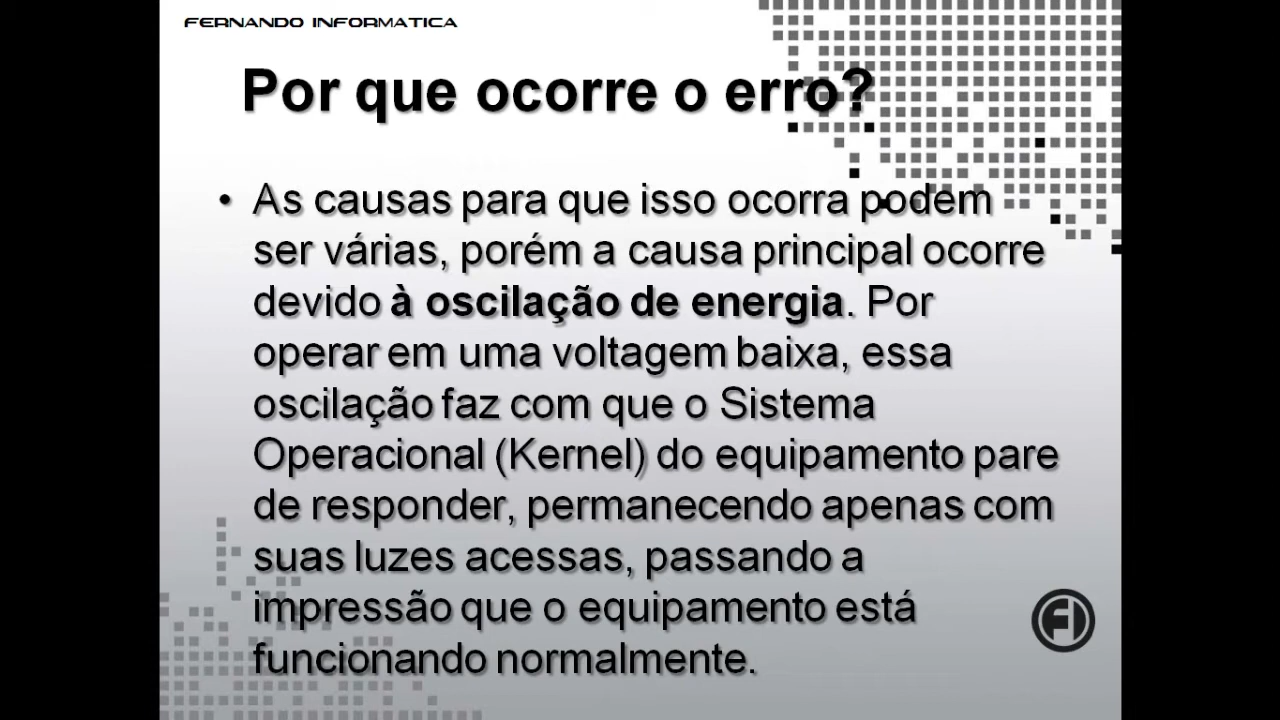 FERNANDO INFORMATICA
Por que ocorre o erro?
• As causas para que isso ocorra podem
ser várias, porém a causa principal ocorre
devido à oscilação de energia. Por
operar em uma voltagem baixa, essa
oscilação faz com que o Sistema
Operacional (Kernel) do equipamento pare
de responder, permanecendo apenas com
suas luzes acessas, passando a
impressão que o equipamento está
funcionando normalmente.
FI